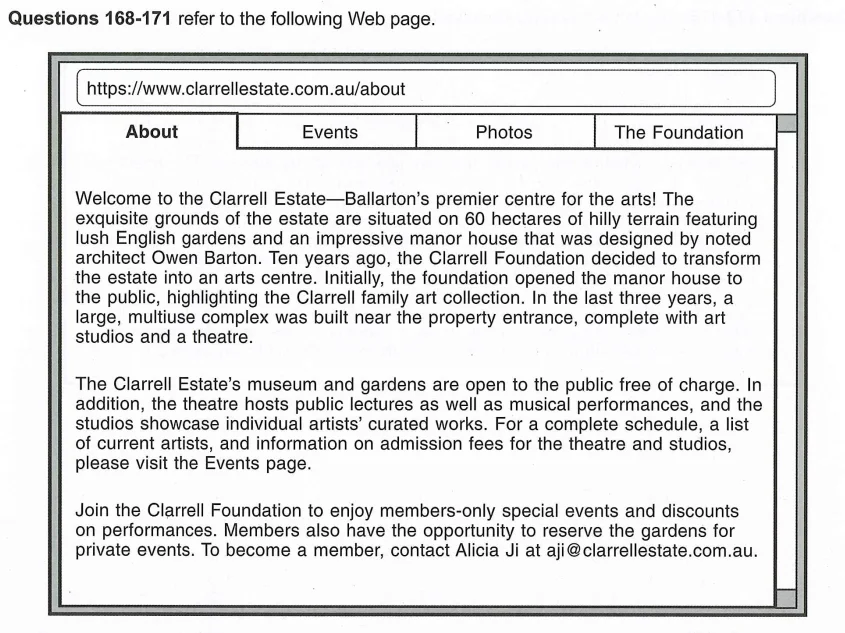 Questions 168-171 refer to the following Web page.
https://www.clarrellestate.com.au/about
About Events Photos The Foundation
Welcome to the Clarrell Estate—Ballarton's premier centre for the arts! The
exquisite grounds of the estate are situated on 60 hectares of hilly terrain featuring
lush English gardens and an impressive manor house that was designed by noted
architect Owen Barton. Ten years ago, the Clarrell Foundation decided to transform
the estate into an arts centre. Initially, the foundation opened the manor house to
the public, highlighting the Clarrell family art collection. In the last three years, a
large, multiuse complex was built near the property entrance, complete with art
studios and a theatre.
The Clarrell Estate's museum and gardens are open to the public free of charge. In
addition, the theatre hosts public lectures as well as musical performances, and the
studios showcase individual artists' curated works. For a complete schedule, a list
of current artists, and information on admission fees for the theatre and studios,
please visit the Events page.
Join the Clarrell Foundation to enjoy members-only special events and discounts
on performances. Members also have the opportunity to reserve the gardens for
private events. To become a member, contact Alicia Ji at aji@clarrellestate.com.au.